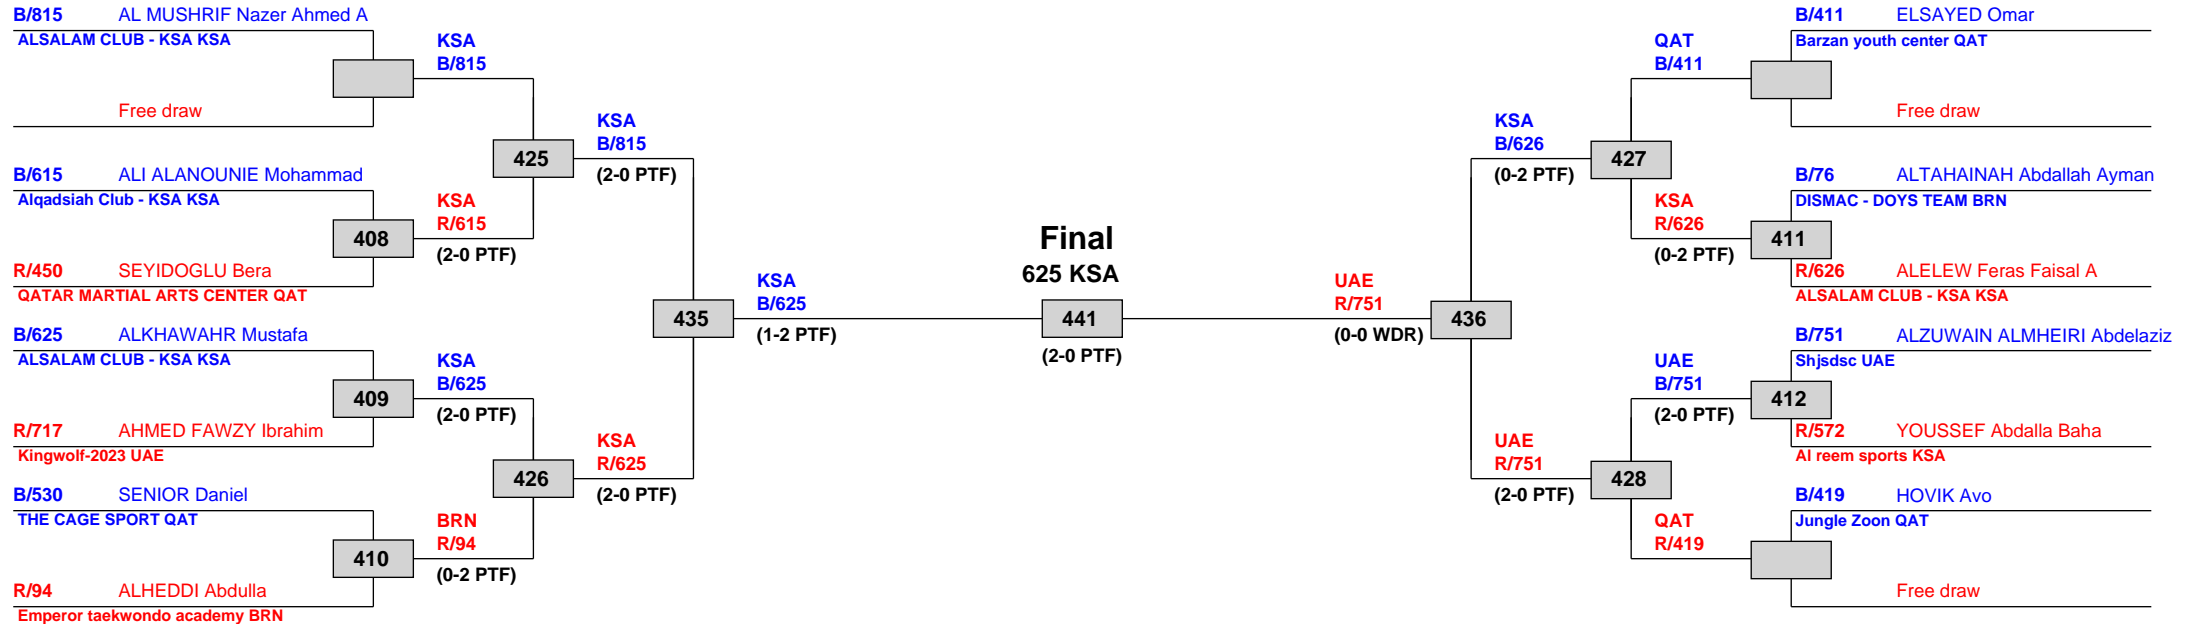 B/815 AL MUSHRIF Nazer Ahmed A
ALSALAM CLUB - KSA KSA
Free draw
B/615 ALI ALANOUNIE Mohammad
Alqadsiah Club - KSA KSA
408
R/450 SEYIDOGLU Bera
QATAR MARTIAL ARTS CENTER QAT
B/625 ALKHAWAHR Mustafa
ALSALAM CLUB - KSA KSA
409
R/717 AHMED FAWZY Ibrahim
Kingwolf-2023 UAE
B/530 SENIOR Daniel
THE CAGE SPORT QAT
410
R/94 ALHEDDI Abdulla
Emperor taekwondo academy BRN
KSA
B/815
425
KSA
R/615
(2-0 PTF)
KSA
B/625
(2-0 PTF)
426
BRN
R/94
(0-2 PTF)
KSA
B/815
(2-0 PTF)
435
KSA
R/625
(2-0 PTF)
KSA
B/625
(1-2 PTF)
Final
625 KSA
441
(2-0 PTF)
UAE
R/751
(0-0 WDR)
436
KSA
B/626
(0-2 PTF)
427
UAE
R/751
(2-0 PTF)
428
QAT
B/411
KSA
R/626
(0-2 PTF)
UAE
B/751
(2-0 PTF)
QAT
R/419
B/411 ELSAYED Omar
Barzan youth center QAT
Free draw
B/76 ALTAHAINAH Abdallah Ayman
DISMAC - DOYS TEAM BRN
411
R/626 ALELEW Feras Faisal A
ALSALAM CLUB - KSA KSA
B/751 ALZUWAIN ALMHEIRI Abdelaziz
Shjsdsc UAE
412
R/572 YOUSSEF Abdalla Baha
Al reem sports KSA
B/419 HOVIK Avo
Jungle Zoon QAT
Free draw